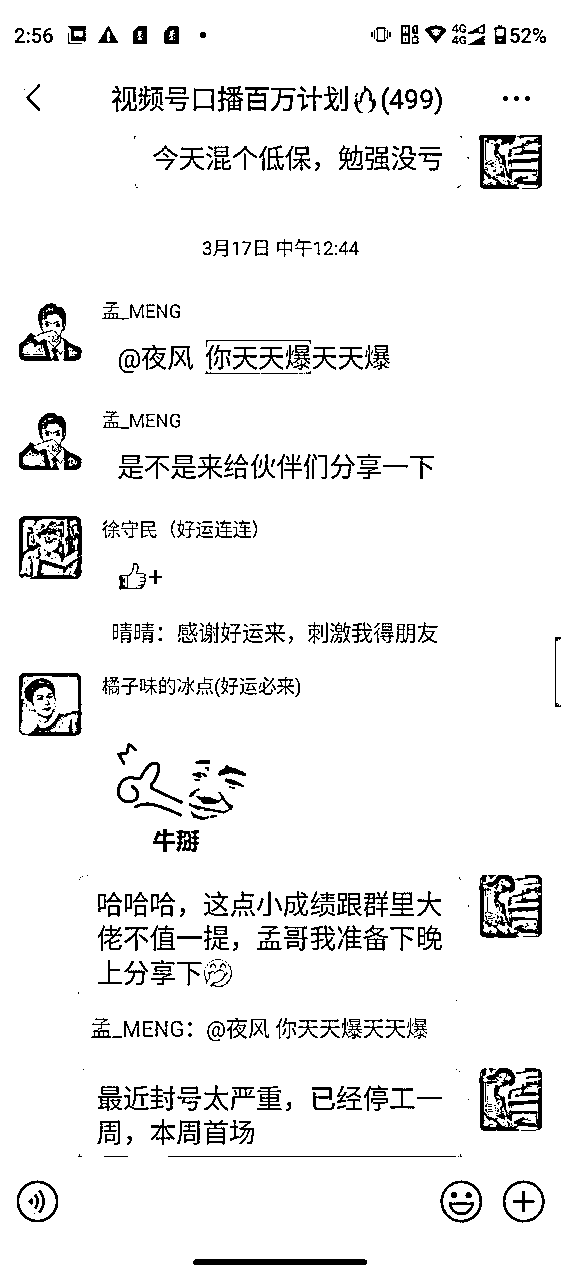 2:56
4G
4G
52%
视频号口播百万计划🔥(499)
今天混个低保，勉强没亏
3月17日 中午12:44
孟_MENG
@夜风 你天天爆天天爆
孟_MENG
是不是来给伙伴们分享一下
徐守民（好运连连）
👍+
晴晴：感谢好运来，刺激我得朋友
橘子味的冰点(好运必来)
牛掰
哈哈哈，这点小成绩跟群里大
佬不值一提，孟哥我准备下晚
上分享下🤭
孟_MENG：@夜风 你天天爆天天爆
最近封号太严重，已经停工一
周，本周首场